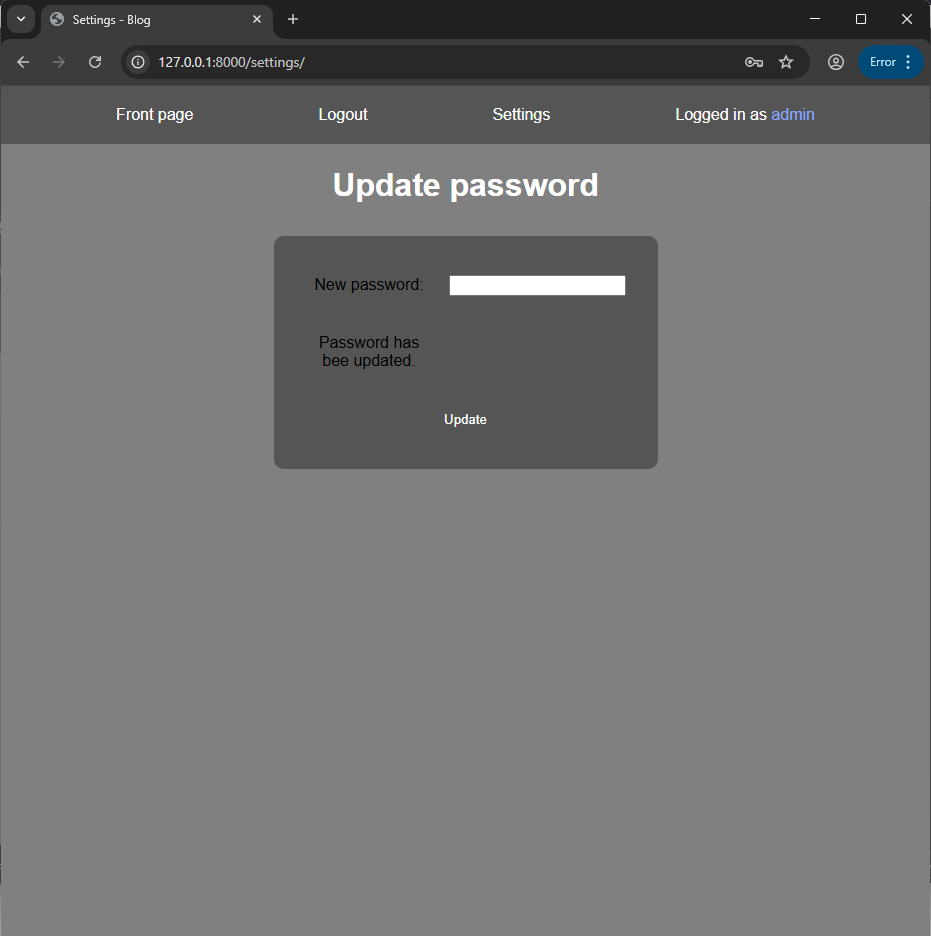 Settings - Blog
127.0.0.1:8000/settings/
Error
Front page
Logout
Settings
Logged in as admin
Update password
New password:
Password has
bee updated.
Update